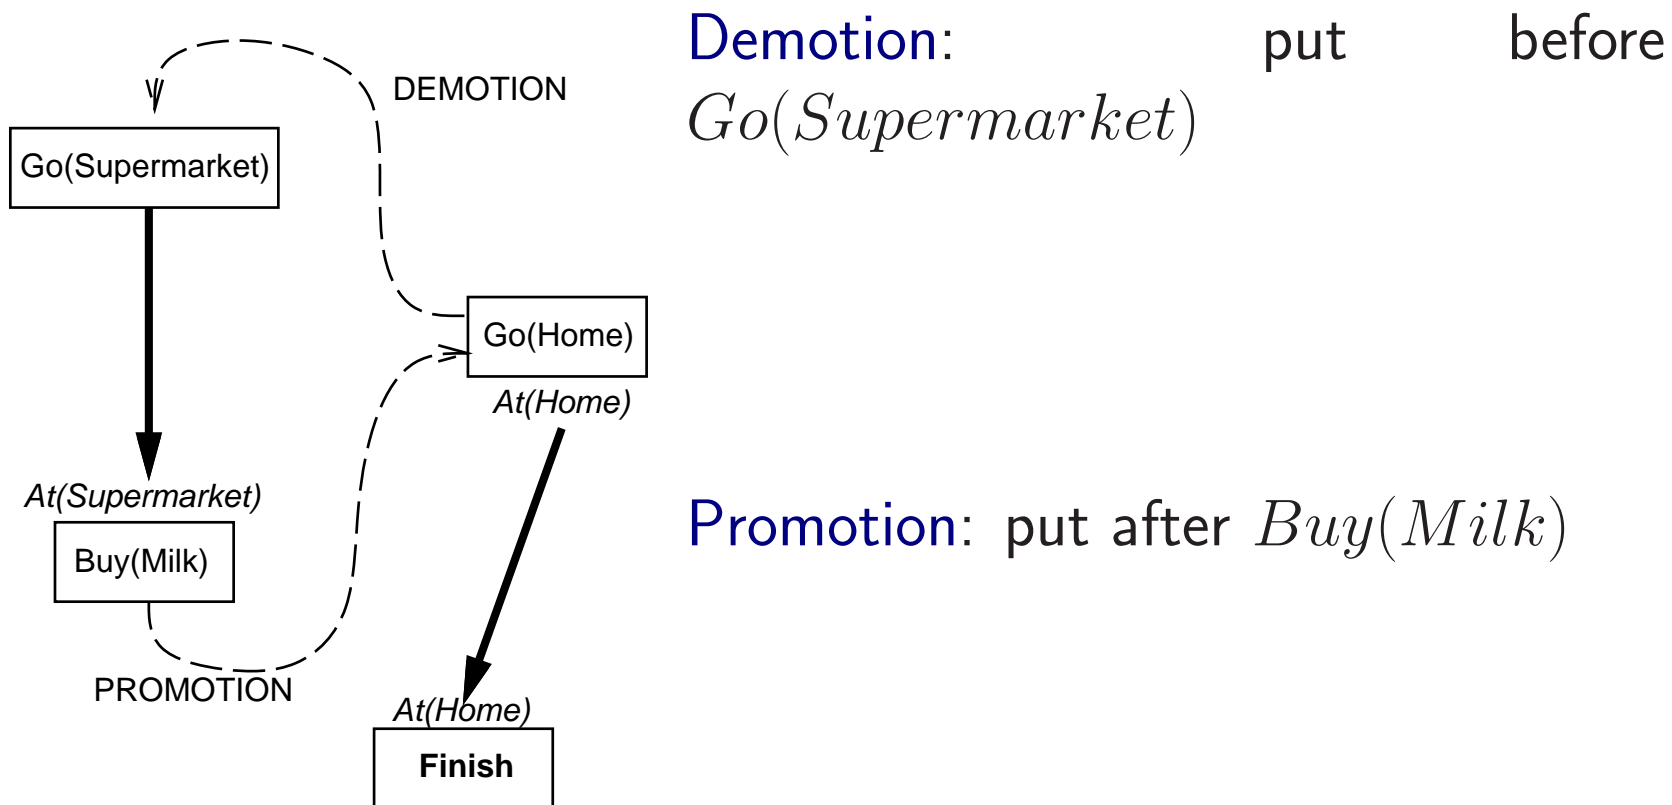 DEMOTION
Go(Supermarket)
Go(Home)
At(Home)
At(Supermarket)
Buy(Milk)
PROMOTION
At(Home)
Finish
Demotion: put before
Go(Supermarket)
Promotion: put after Buy(Milk)